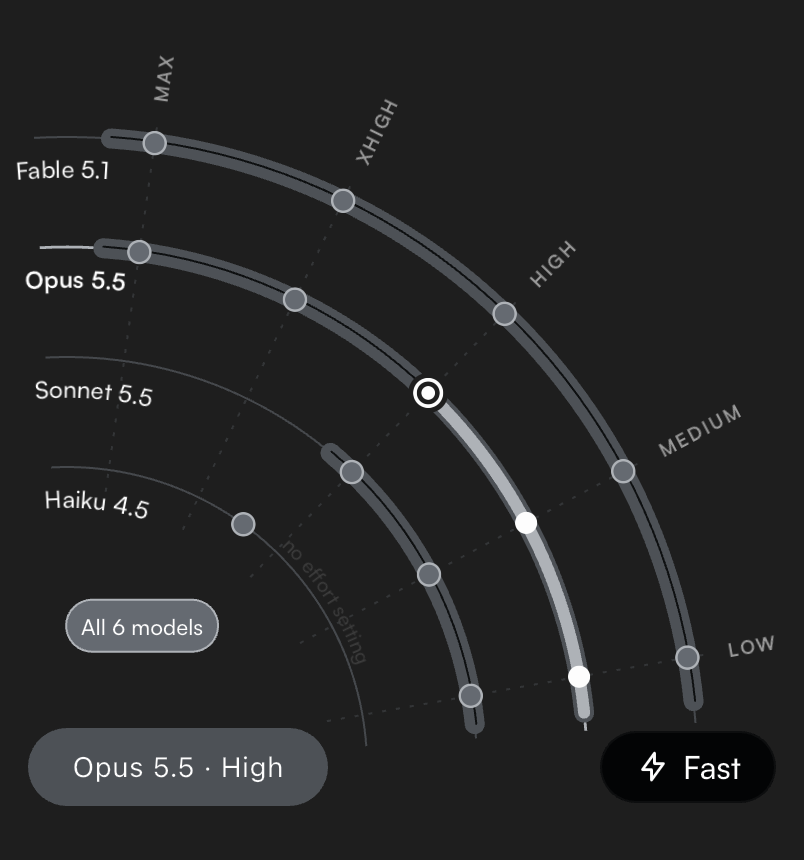 MAX
XHIGH
HIGH
MEDIUM
LOW
Fable 5.1
Opus 5.5
Sonnet 5.5
Haiku 4.5
no effort setting
All 6 models
Opus 5.5 · High
Fast